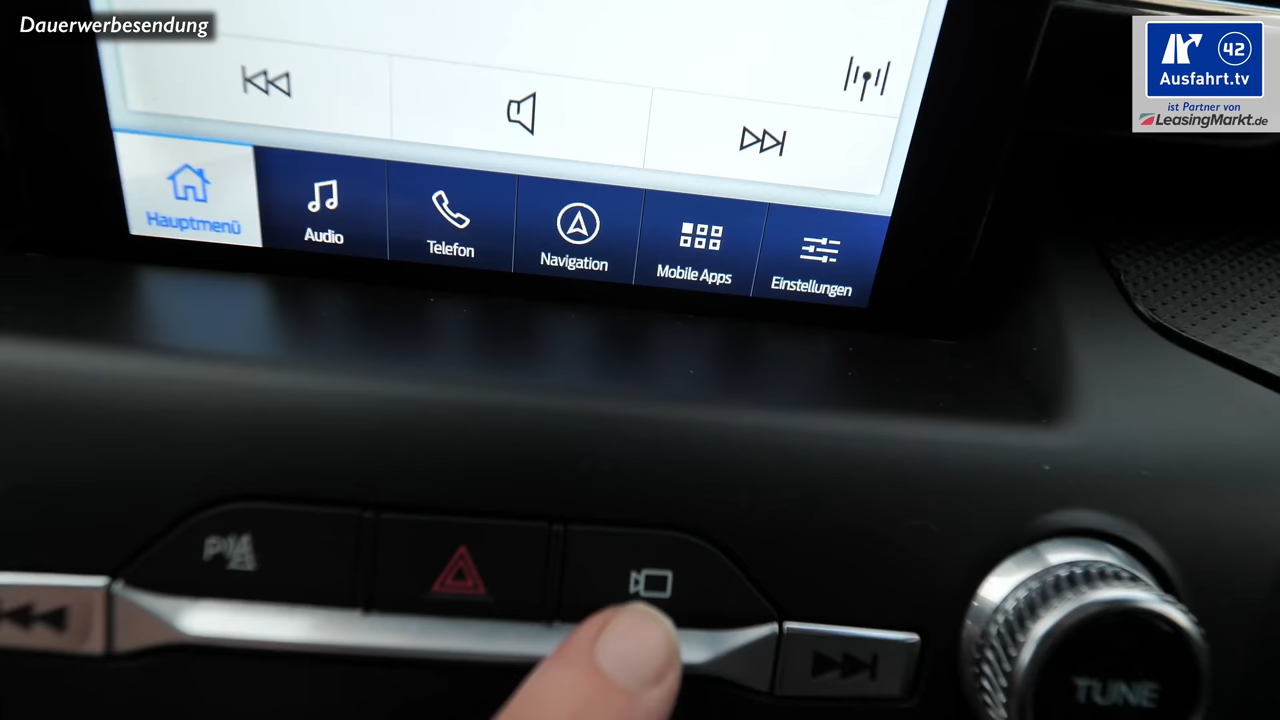 Dauerwerbesendung
42
Ausfahrt.tv
ist Partner von
LeasingMarkt.de
Hauptmenü
Audio
Telefon
Navigation
Mobile Apps
Einstellungen
TUNE